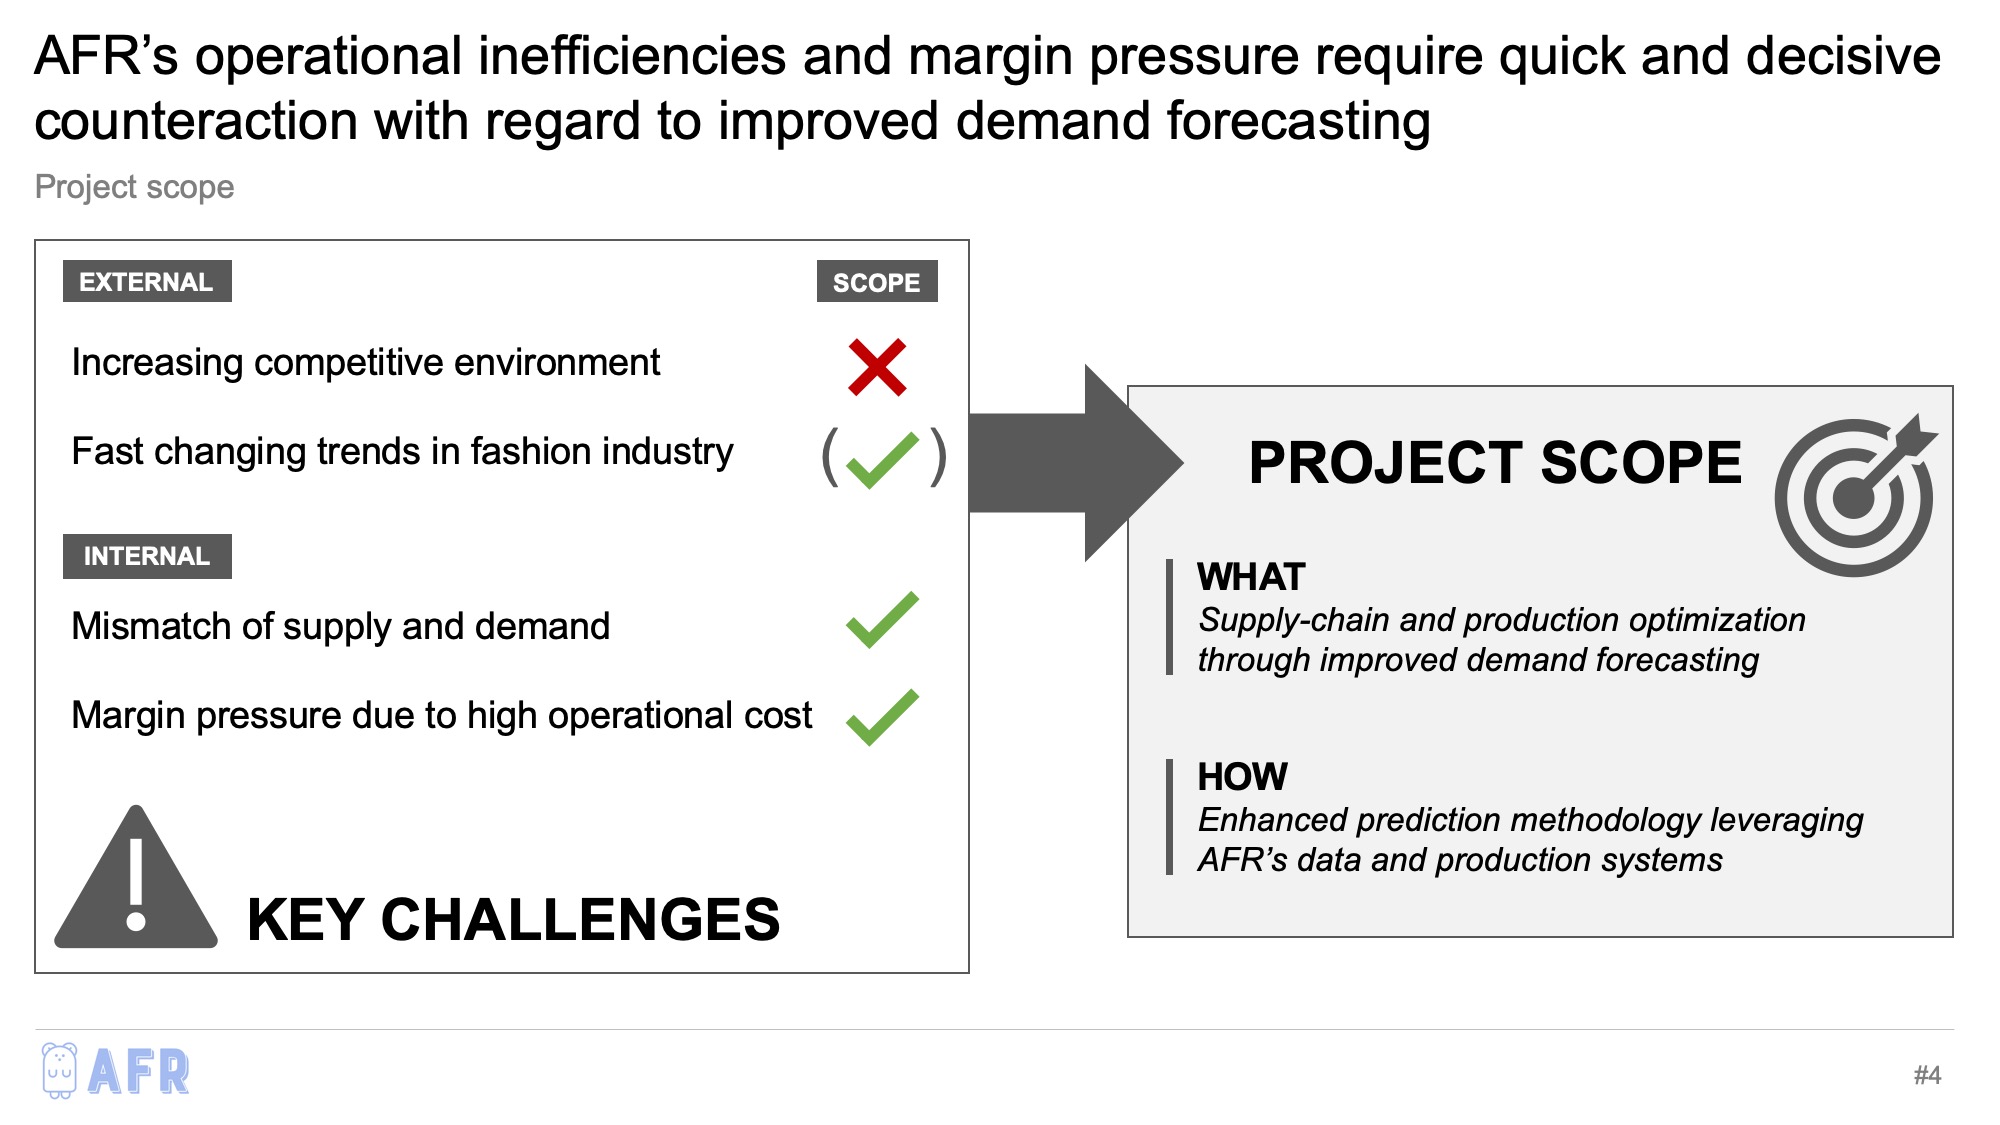 AFR’s operational inefficiencies and margin pressure require quick and decisive
counteraction with regard to improved demand forecasting
Project scope
EXTERNAL
SCOPE
Increasing competitive environment
Fast changing trends in fashion industry
( )
INTERNAL
Mismatch of supply and demand
Margin pressure due to high operational cost
KEY CHALLENGES
PROJECT SCOPE
WHAT
Supply-chain and production optimization
through improved demand forecasting
HOW
Enhanced prediction methodology leveraging
AFR’s data and production systems
AFR
#4